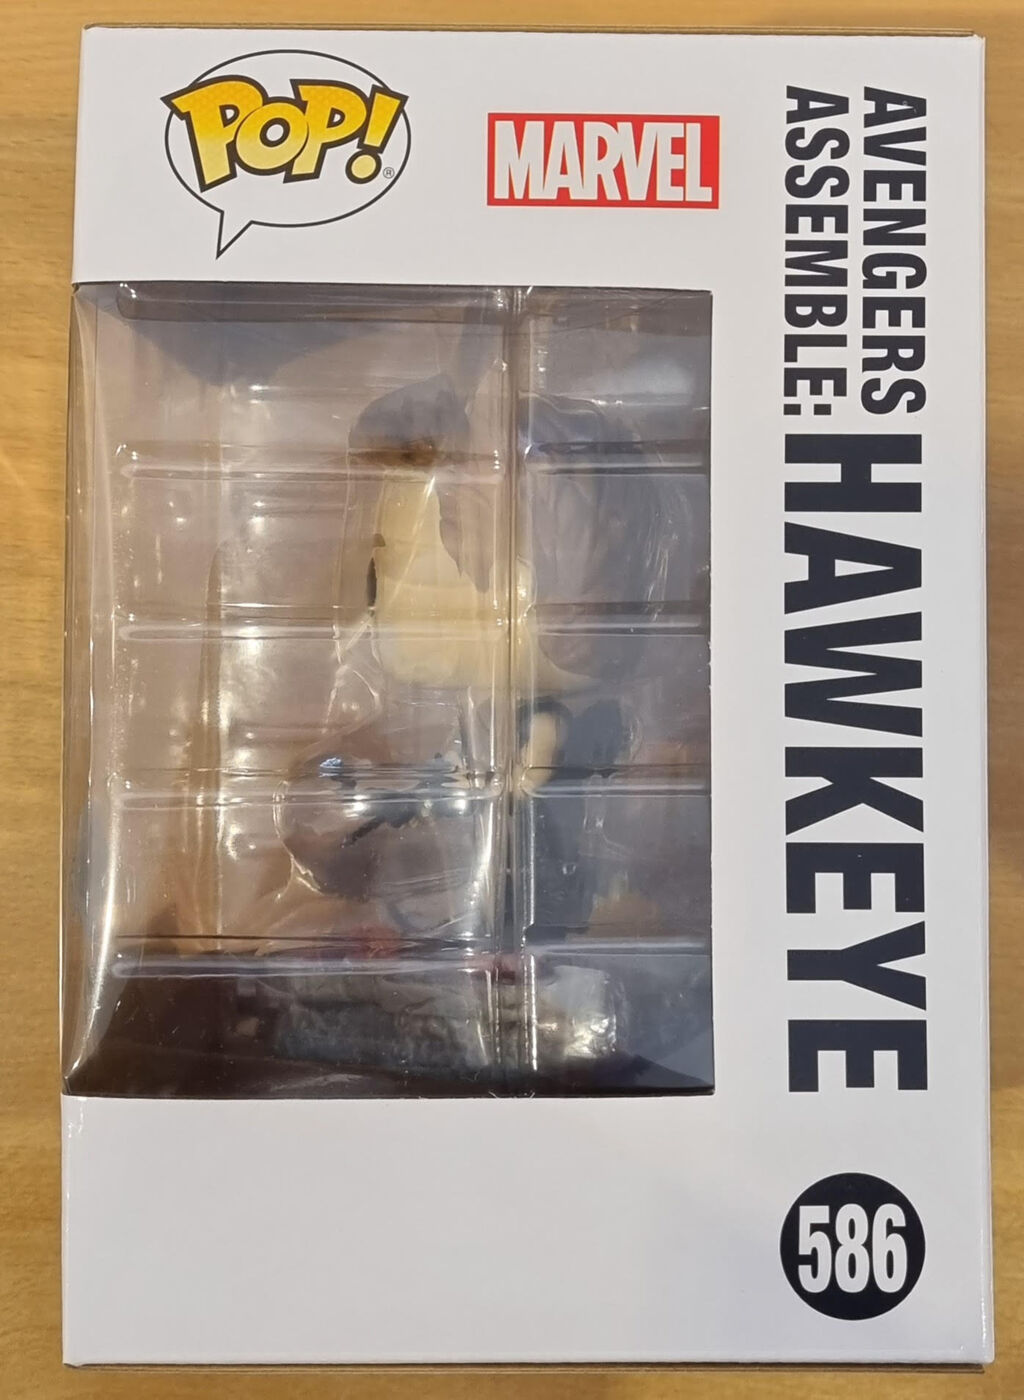 POP!
®
MARVEL
AVENGERS
ASSEMBLE:
HAWKEYE
586